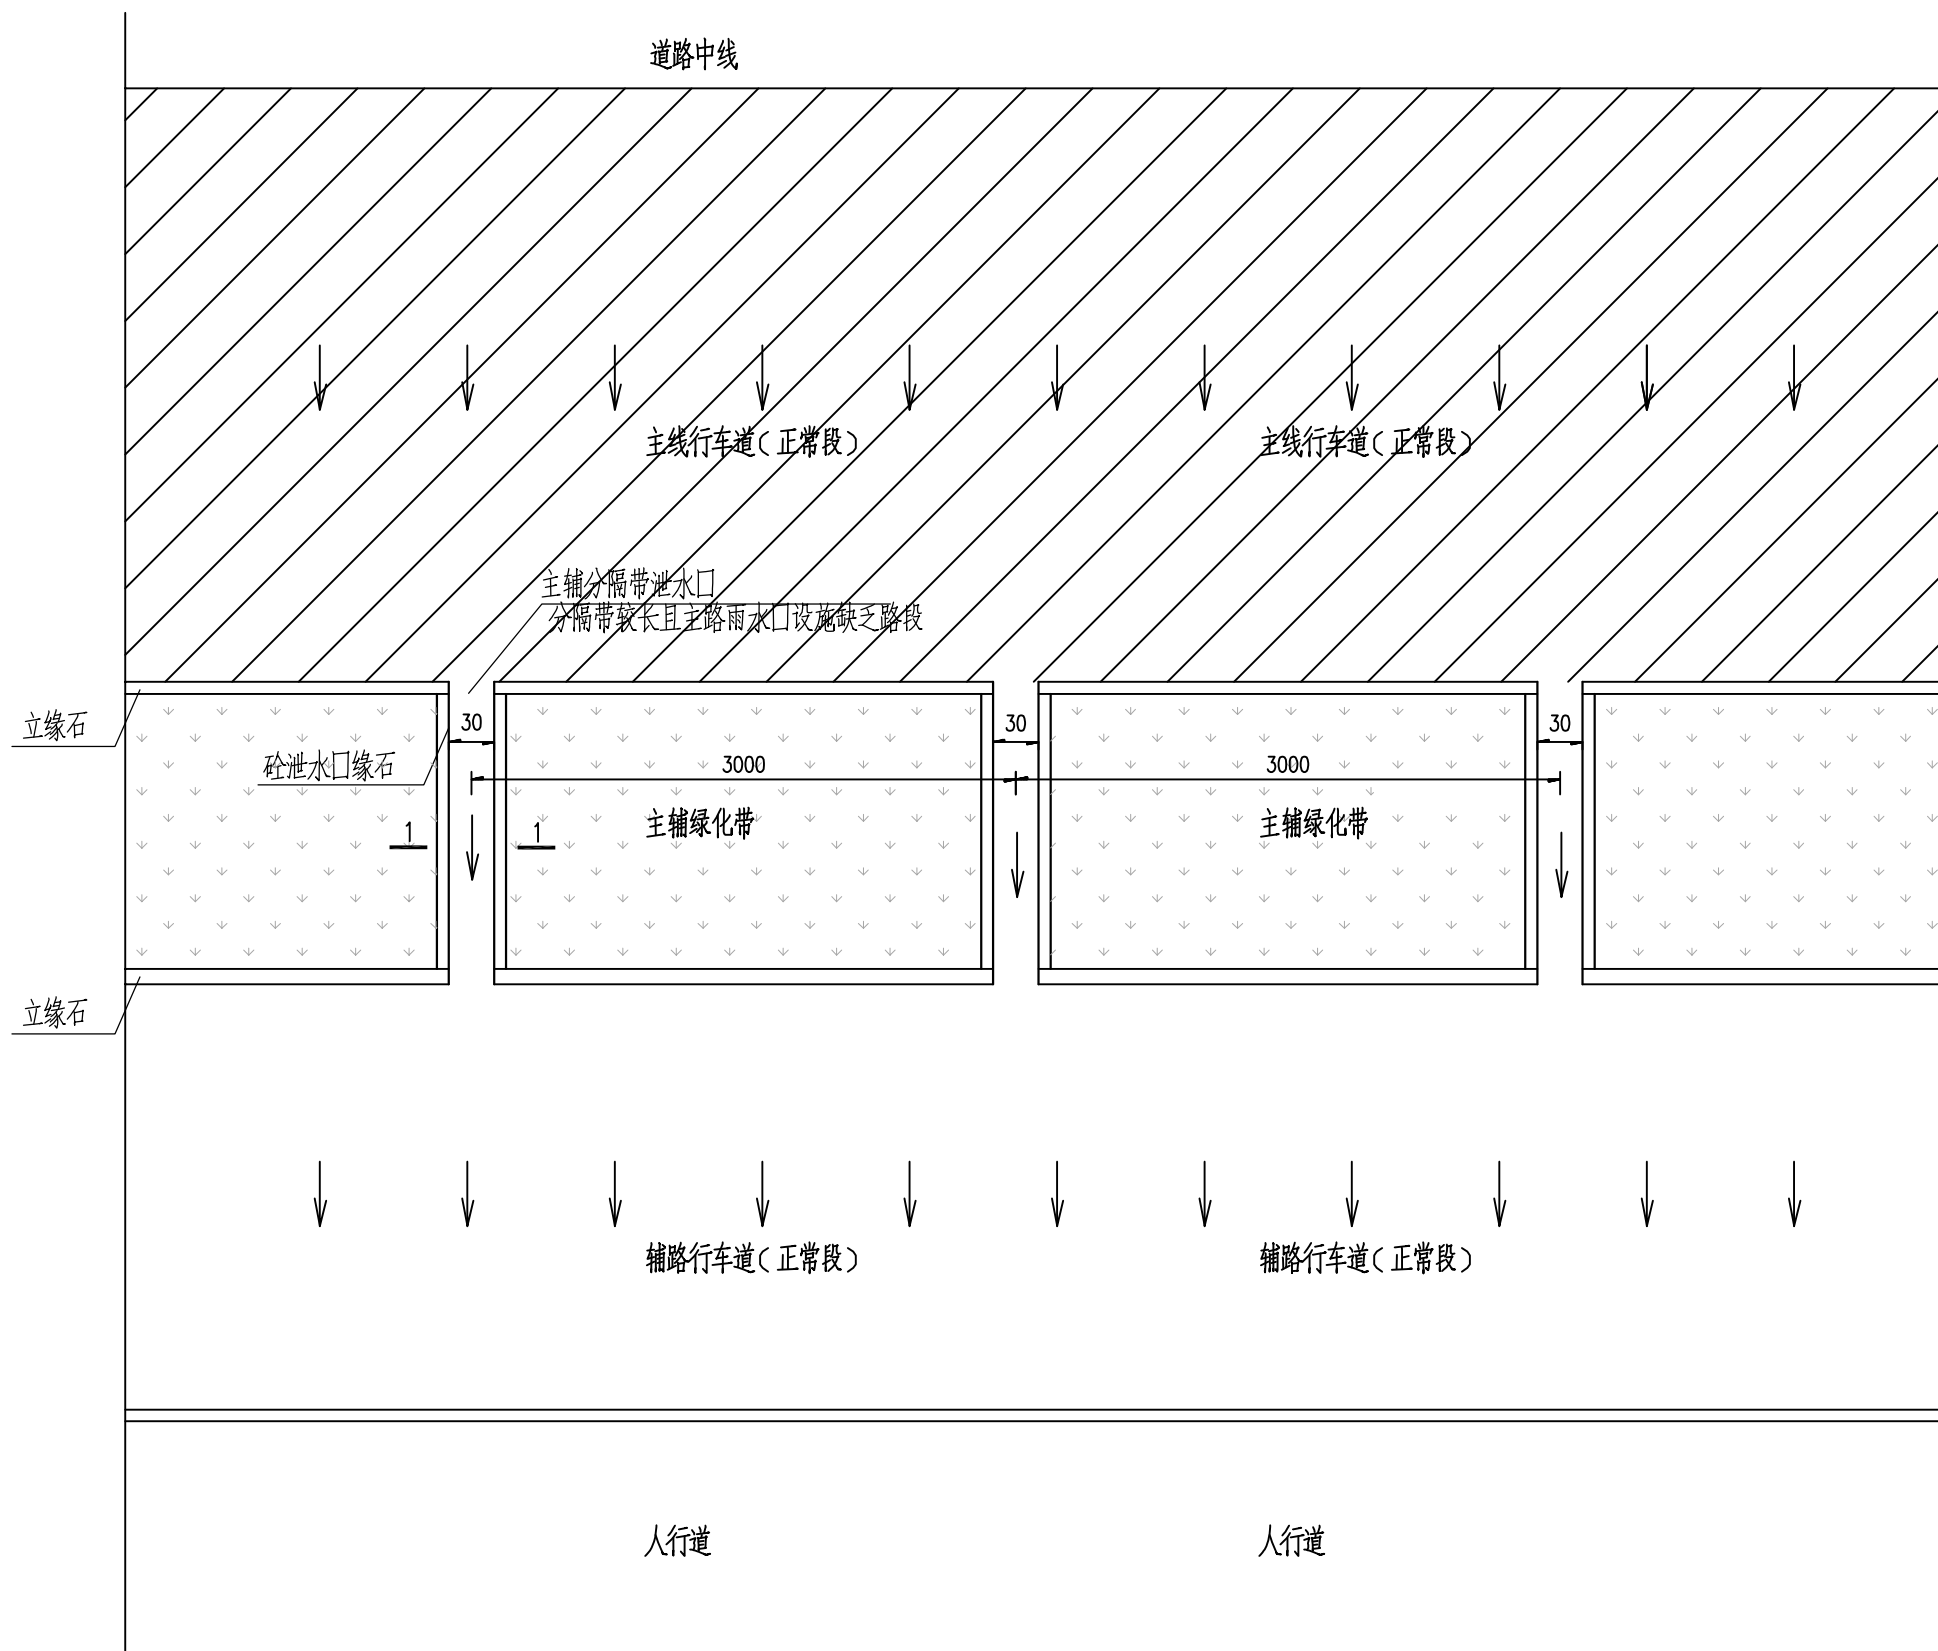 道路中线
主线行车道(正常段)
主线行车道(正常段)
主辅分隔带泄水口
分隔带较长且主路雨水口设施缺乏路段
立缘石
30
30
30
砼泄水口缘石
3000
3000
1
1
主辅绿化带
主辅绿化带
立缘石
辅路行车道(正常段)
辅路行车道(正常段)
人行道
人行道